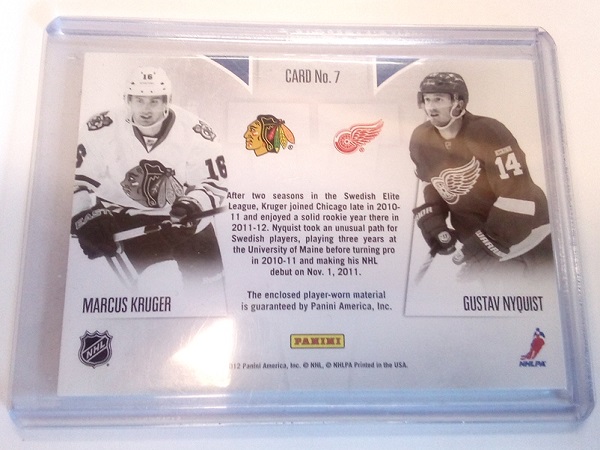 CARD No. 7
16
16
14
After two seasons in the Swedish Elite
League, Kruger joined Chicago late in 2010-
11 and enjoyed a solid rookie year there in
2011-12. Nyquist took an unusual path for
Swedish players, playing three years at
the University of Maine before turning pro
in 2010-11 and making his NHL
debut on Nov. 1, 2011.
MARCUS KRUGER
GUSTAV NYQUIST
The enclosed player-worn material
is guaranteed by Panini America, Inc.
NHL
PANINI
NHLPA
012 Panini America, Inc. © NHL, © NHLPA Printed in the USA.